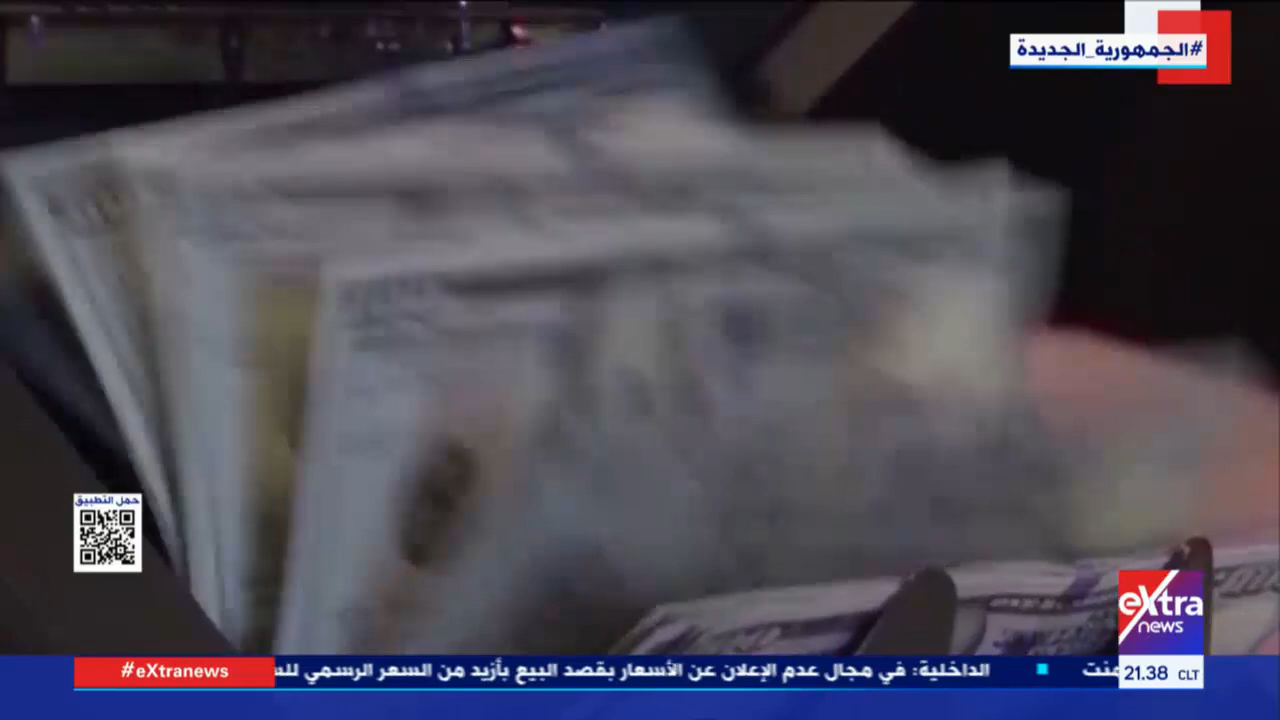 #الجمهورية_الجديدة
حمل التطبيق
eXtra
news
#eXtranews
الداخلية: في مجال عدم الإعلان عن الأسعار بقصد البيع بأزيد من السعر الرسمي
21.38 CLT